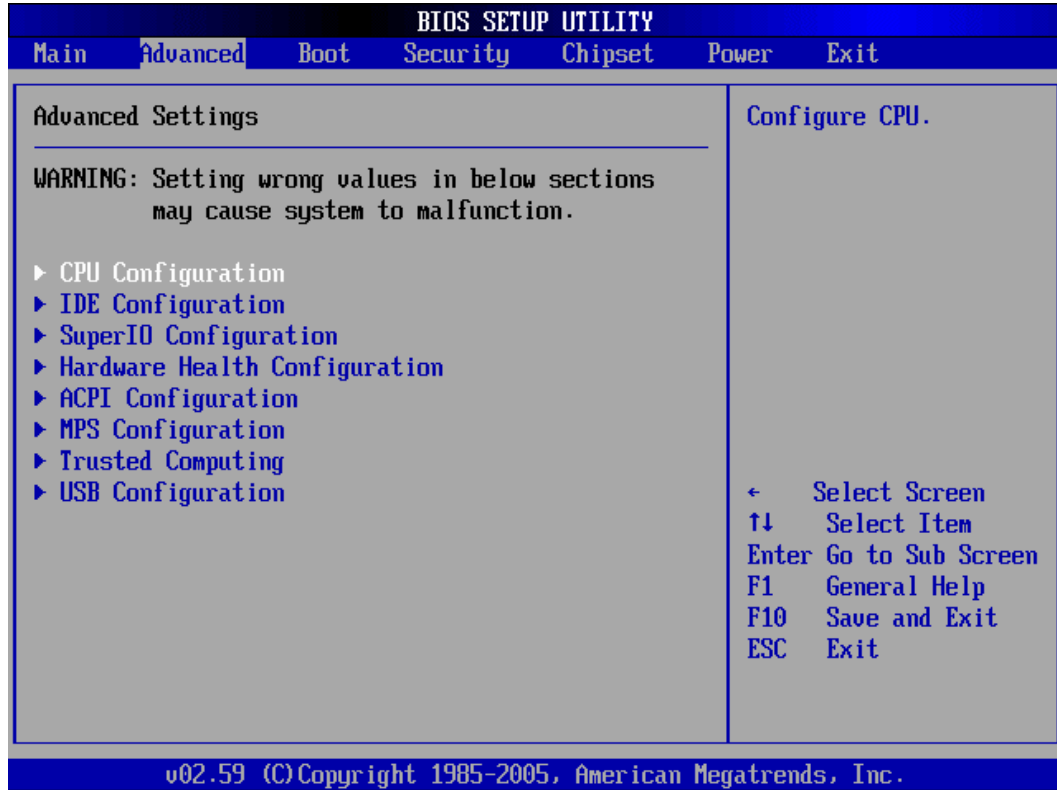 BIOS SETUP UTILITY
Main Advanced Boot Security Chipset Power Exit
Advanced Settings
WARNING: Setting wrong values in below sections
may cause system to malfunction.
▶ CPU Configuration
▶ IDE Configuration
▶ SuperIO Configuration
▶ Hardware Health Configuration
▶ ACPI Configuration
▶ MPS Configuration
▶ Trusted Computing
▶ USB Configuration
Configure CPU.
← Select Screen
↑↓ Select Item
Enter Go to Sub Screen
F1 General Help
F10 Save and Exit
ESC Exit
v02.59 (C)Copyright 1985-2005, American Megatrends, Inc.